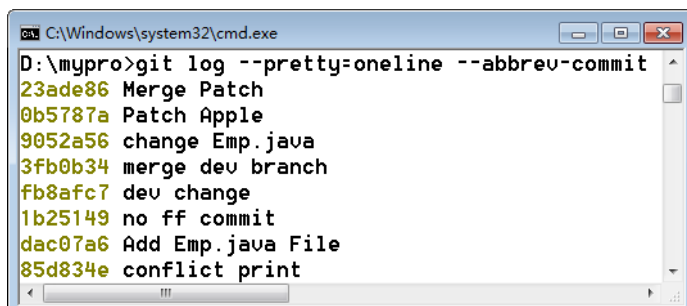 C:\Windows\system32\cmd.exe
D:\mypro>git log --pretty=oneline --abbrev-commit
23ade86 Merge Patch
0b5787a Patch Apple
9052a56 change Emp.java
3fb0b34 merge dev branch
fb8afc7 dev change
1b25149 no ff commit
dac07a6 Add Emp.java File
85d834e conflict print